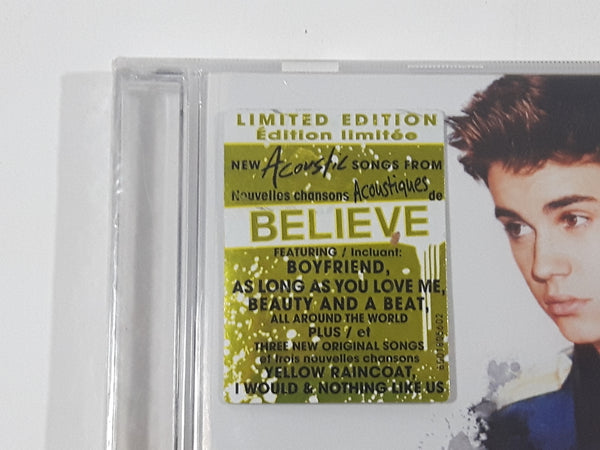 LIMITED EDITION
Édition limitée
NEW Acoustic SONGS FROM
Nouvelles chansons Acoustiques de
BELIEVE
FEATURING / Incluant:
BOYFRIEND,
AS LONG AS YOU LOVE ME,
BEAUTY AND A BEAT,
ALL AROUND THE WORLD
PLUS / et
THREE NEW ORIGINAL SONGS
et trois nouvelles chansons
YELLOW RAINCOAT,
I WOULD & NOTHING LIKE US